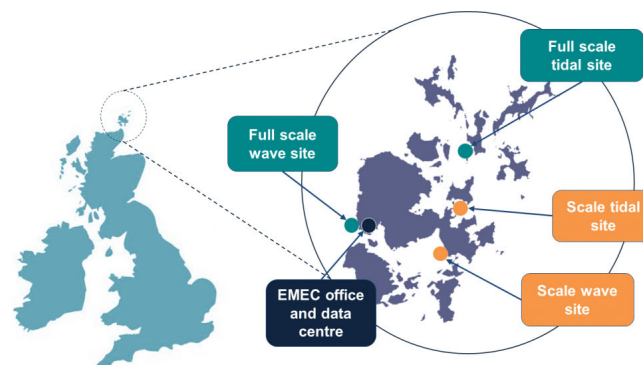 Full scale
tidal site
Full scale
wave site
Scale tidal
site
Scale wave
site
EMEC office
and data
centre